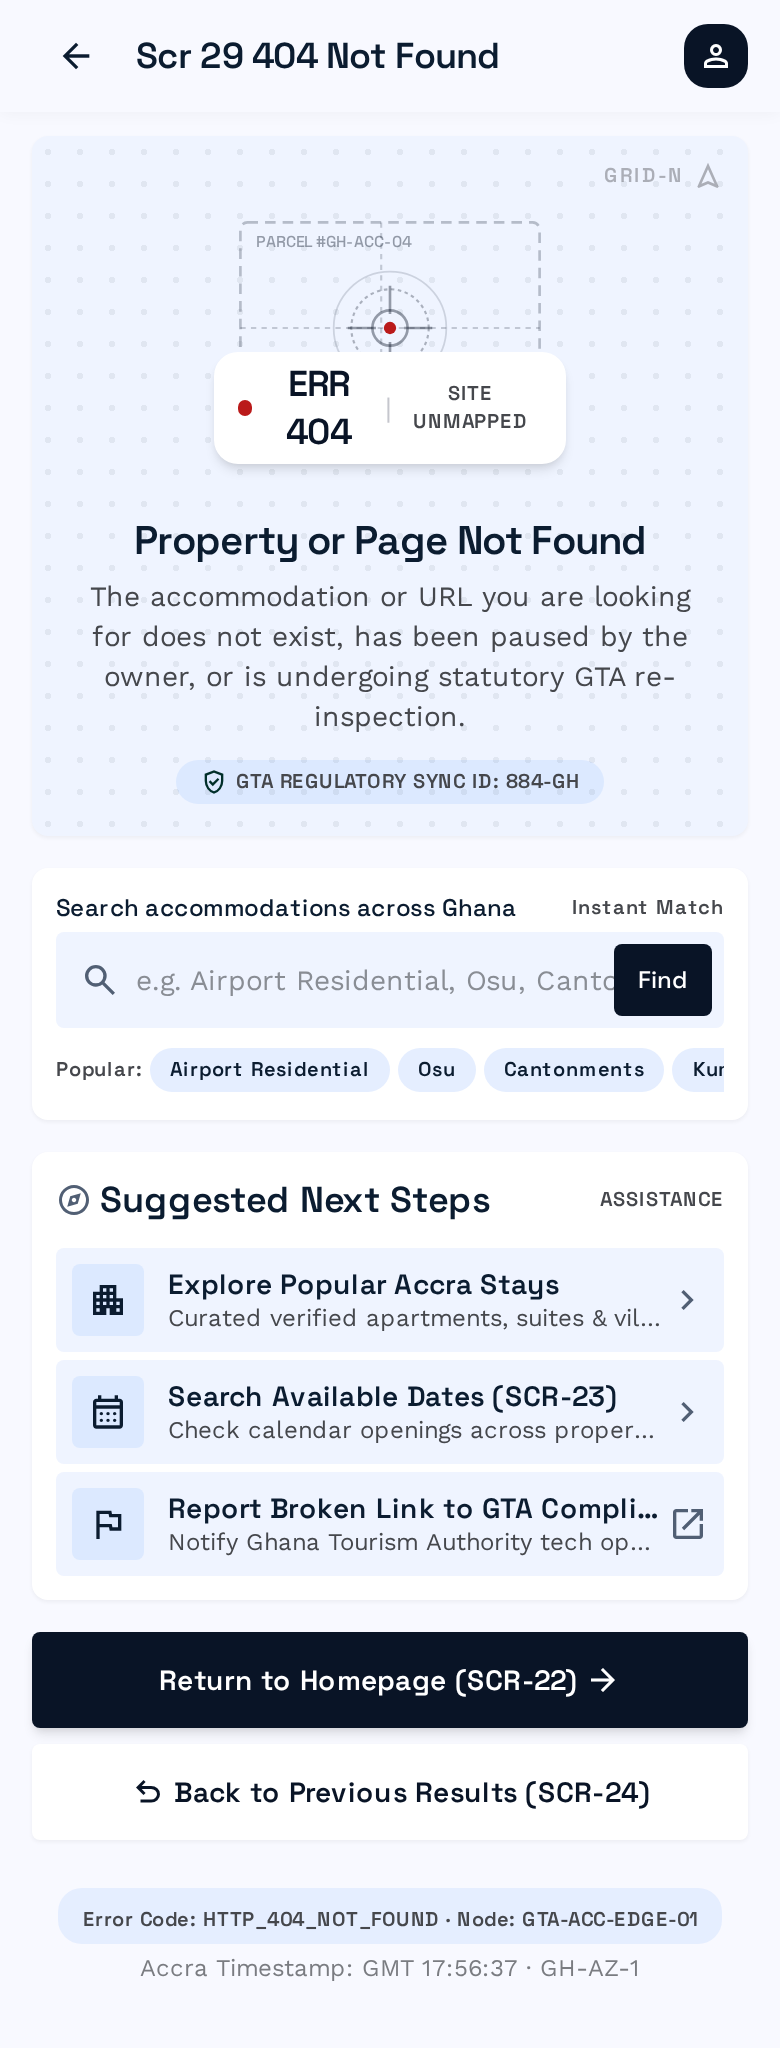 Scr 29 404 Not Found
GRID-N
PARCEL #GH-ACC-04
ERR
404
SITE
UNMAPPED
Property or Page Not Found
The accommodation or URL you are looking
for does not exist, has been paused by the
owner, or is undergoing statutory GTA re-
inspection.
GTA REGULATORY SYNC ID: 884-GH
Search accommodations across Ghana
Instant Match
e.g. Airport Residential, Osu, Canto
Find
Popular:
Airport Residential
Osu
Cantonments
Kur
Suggested Next Steps
ASSISTANCE
Explore Popular Accra Stays
Curated verified apartments, suites & vil...
Search Available Dates (SCR-23)
Check calendar openings across proper...
Report Broken Link to GTA Compli...
Notify Ghana Tourism Authority tech op...
Return to Homepage (SCR-22)
Back to Previous Results (SCR-24)
Error Code: HTTP_404_NOT_FOUND · Node: GTA-ACC-EDGE-01
Accra Timestamp: GMT 17:56:37 · GH-AZ-1